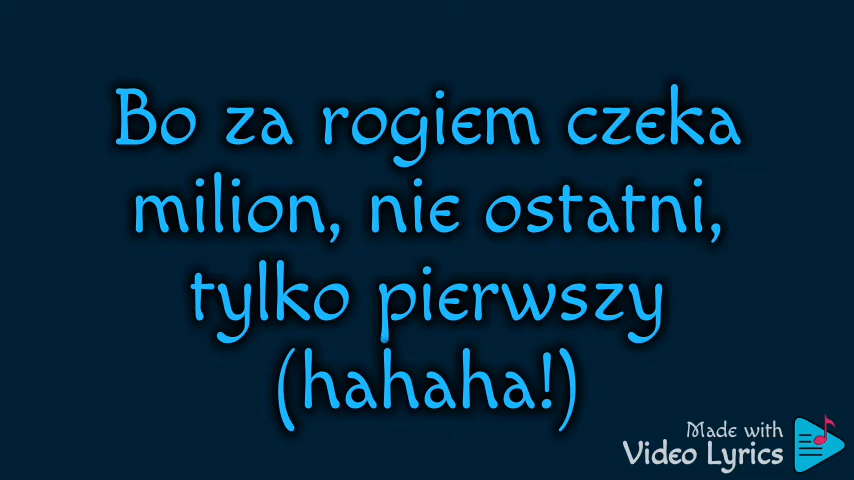 Bo za rogiem czeka
milion, nie ostatni,
tylko pierwszy
(hahaha!)
Made with
Video Lyrics